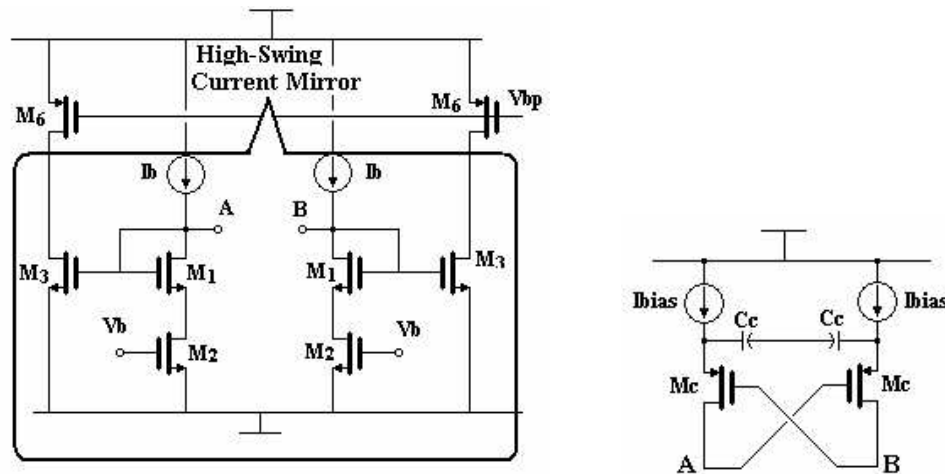 High-Swing
Current Mirror
M6
M6
Vbp
Ib
Ib
A
B
M3
M1
M1
M3
Vb
M2
M2
Vb
Ibias
Ibias
Cc
Cc
Mc
Mc
A
B